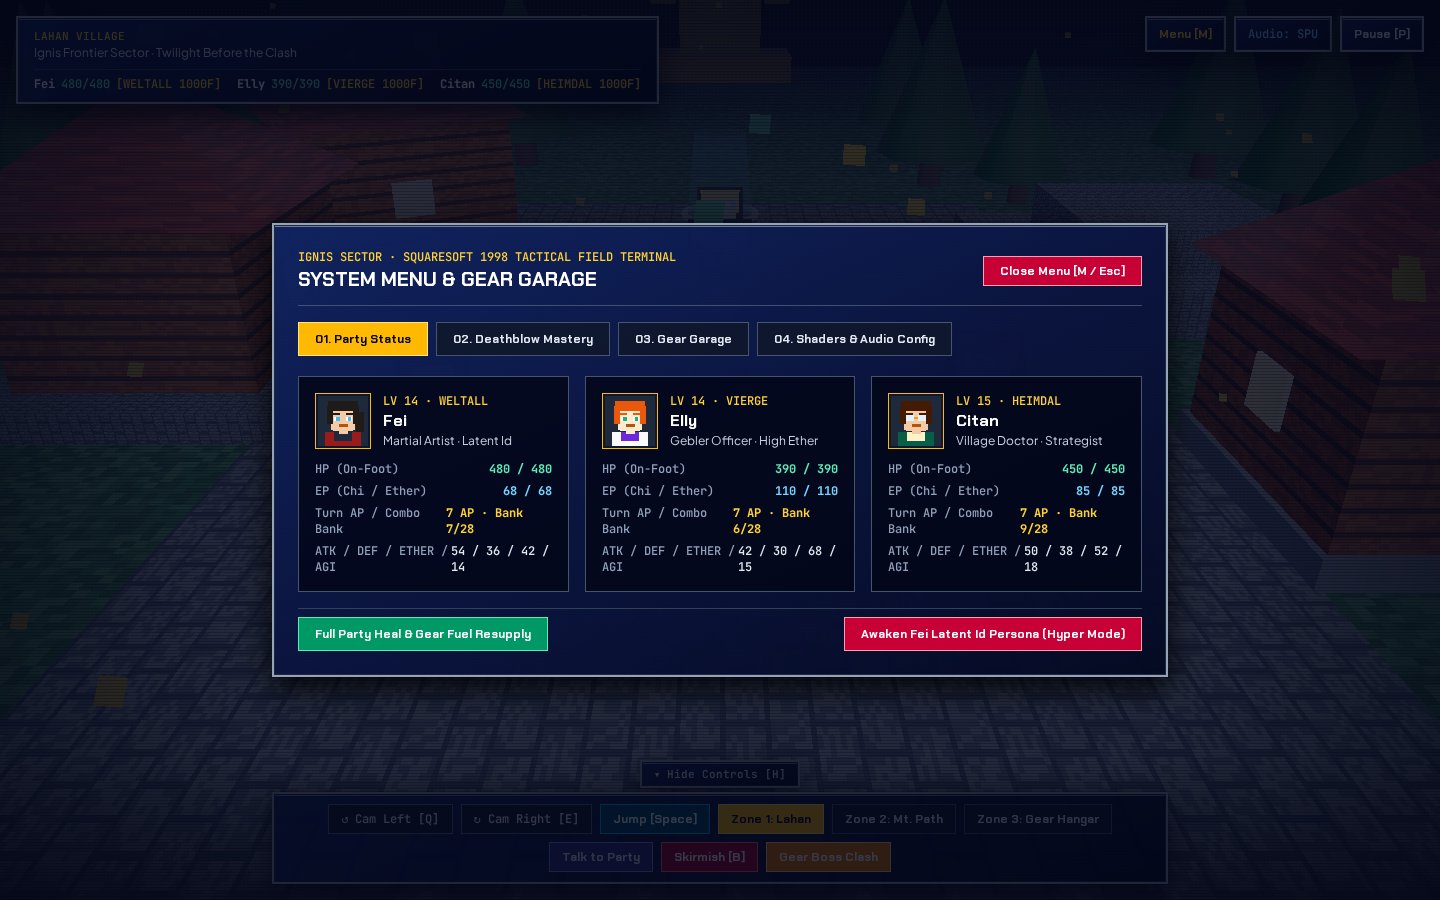 LAHAN VILLAGE
Ignis Frontier Sector · Twilight Before the Clash
Fei 480/480 [WELTALL 1000F] Elly 390/390 [VIERGE 1000F] Citan 450/450 [HEIMDAL 1000F]
Menu [M] Audio: SPU Pause [P]
IGNIS SECTOR · SQUARESOFT 1998 TACTICAL FIELD TERMINAL
SYSTEM MENU & GEAR GARAGE
Close Menu [M / Esc]
01. Party Status 02. Deathblow Mastery 03. Gear Garage 04. Shaders & Audio Config
LV 14 · WELTALL
Fei
Martial Artist · Latent Id
HP (On-Foot) 480 / 480
EP (Chi / Ether) 68 / 68
Turn AP / Combo 7 AP · Bank
Bank 7/28
ATK / DEF / ETHER / 54 / 36 / 42 /
AGI 14
LV 14 · VIERGE
Elly
Gebler Officer · High Ether
HP (On-Foot) 390 / 390
EP (Chi / Ether) 110 / 110
Turn AP / Combo 7 AP · Bank
Bank 6/28
ATK / DEF / ETHER / 42 / 30 / 68 /
AGI 15
LV 15 · HEIMDAL
Citan
Village Doctor · Strategist
HP (On-Foot) 450 / 450
EP (Chi / Ether) 85 / 85
Turn AP / Combo 7 AP · Bank
Bank 9/28
ATK / DEF / ETHER / 50 / 38 / 52 /
AGI 18
Full Party Heal & Gear Fuel Resupply
Awaken Fei Latent Id Persona (Hyper Mode)
▾ Hide Controls [H]
↺ Cam Left [Q] ↻ Cam Right [E] Jump [Space] Zone 1: Lahan Zone 2: Mt. Path Zone 3: Gear Hangar
Talk to Party Skirmish [B] Gear Boss Clash